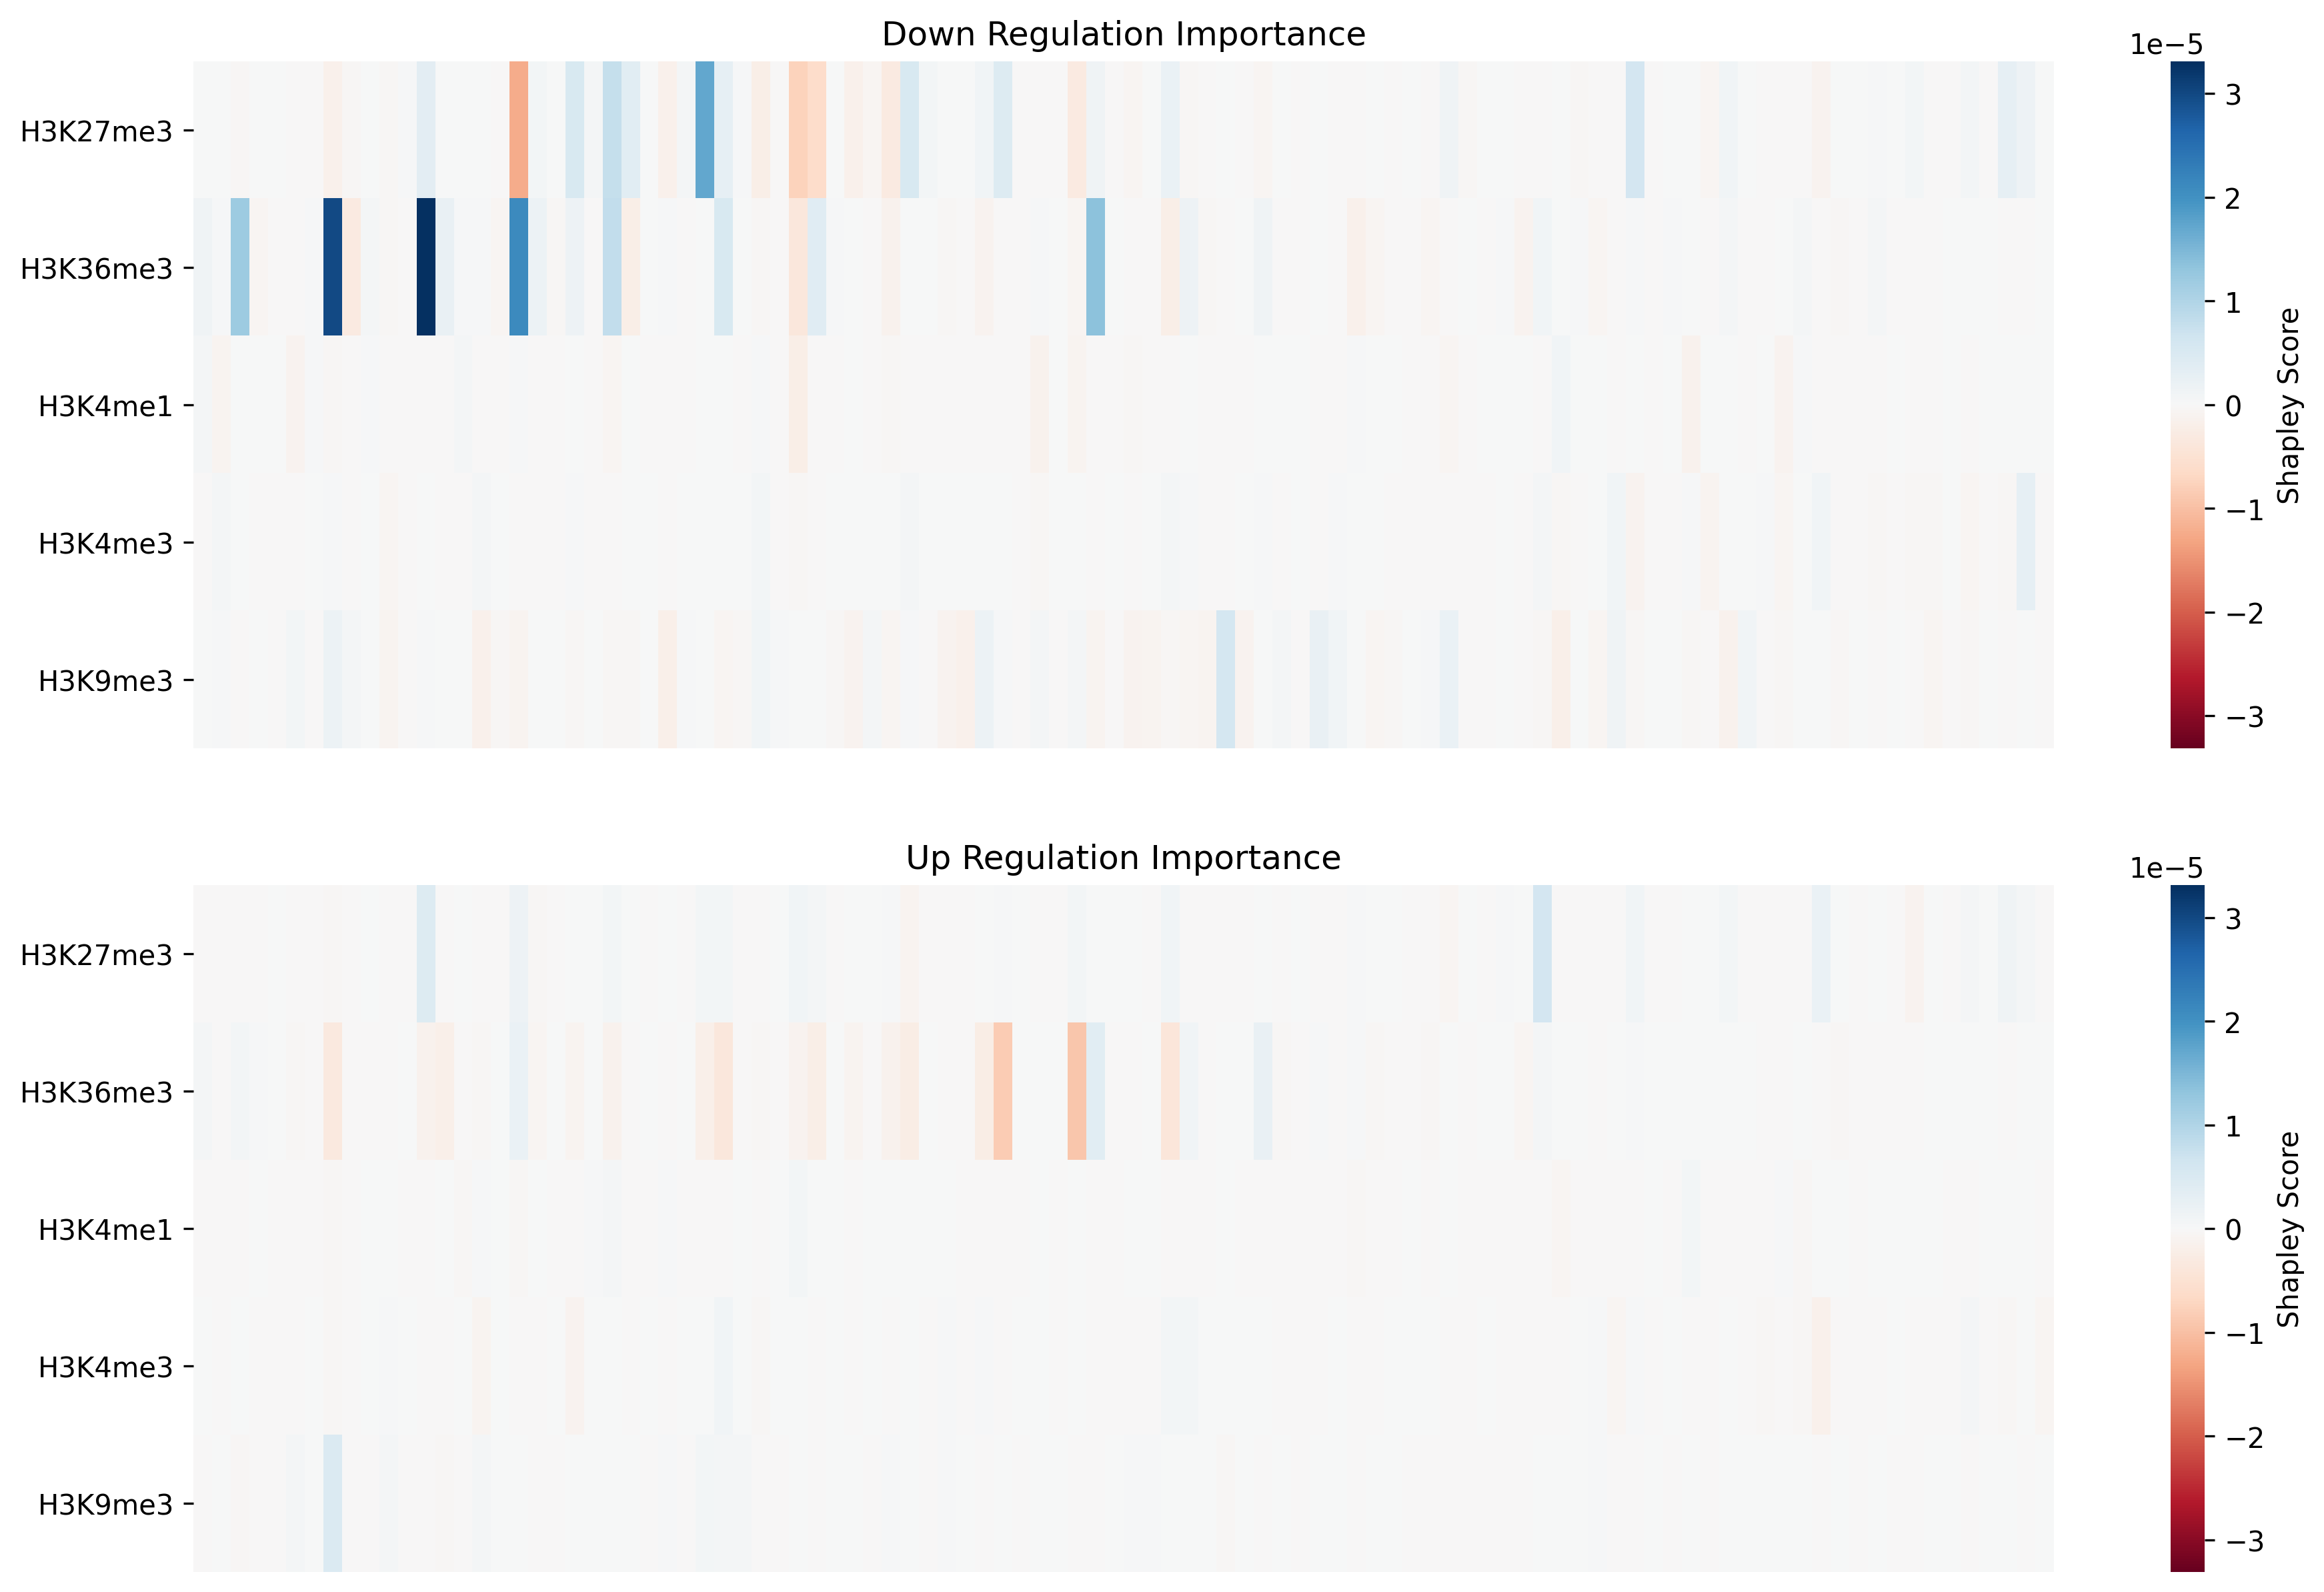 Down Regulation Importance
1e−5
H3K27me3
H3K36me3
H3K4me1
H3K4me3
H3K9me3
3
2
1
0
−1
−2
−3
Shapley Score
Up Regulation Importance
1e−5
H3K27me3
H3K36me3
H3K4me1
H3K4me3
H3K9me3
3
2
1
0
−1
−2
−3
Shapley Score